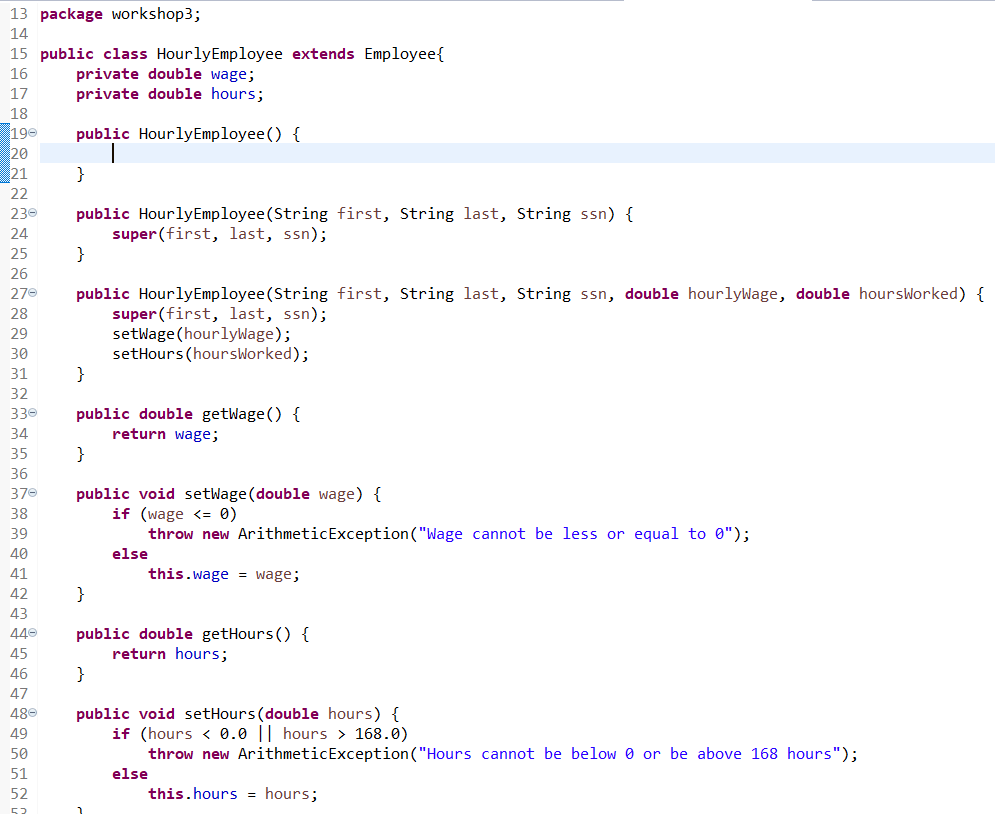 13 package workshop3;
14
15 public class HourlyEmployee extends Employee{
16     private double wage;
17     private double hours;
18
19     public HourlyEmployee() {
20
21     }
22
23     public HourlyEmployee(String first, String last, String ssn) {
24         super(first, last, ssn);
25     }
26
27     public HourlyEmployee(String first, String last, String ssn, double hourlyWage, double hoursWorked) {
28         super(first, last, ssn);
29         setWage(hourlyWage);
30         setHours(hoursWorked);
31     }
32
33     public double getWage() {
34         return wage;
35     }
36
37     public void setWage(double wage) {
38         if (wage <= 0)
39             throw new ArithmeticException("Wage cannot be less or equal to 0");
40         else
41             this.wage = wage;
42     }
43
44     public double getHours() {
45         return hours;
46     }
47
48     public void setHours(double hours) {
49         if (hours < 0.0 || hours > 168.0)
50             throw new ArithmeticException("Hours cannot be below 0 or be above 168 hours");
51         else
52             this.hours = hours;
53     }